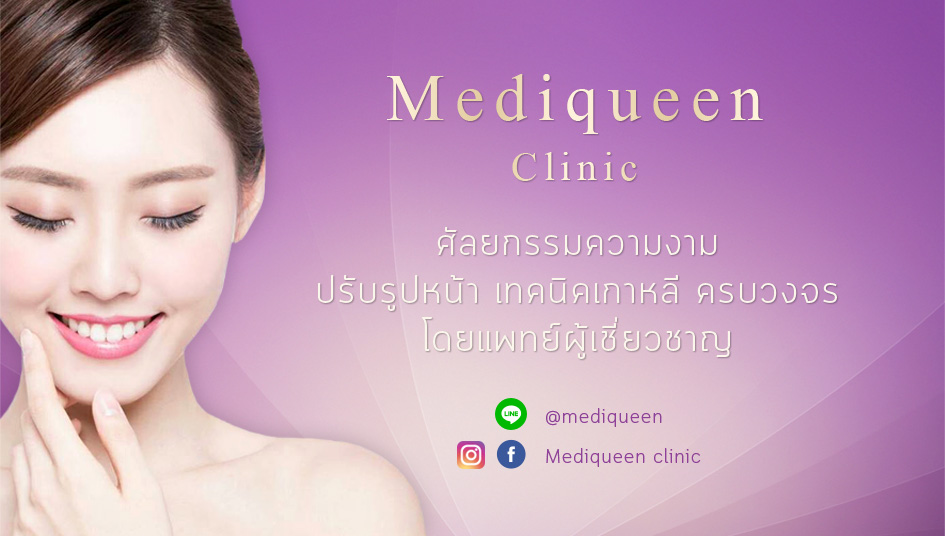 Mediqueen
Clinic
ศัลยกรรมความงาม
ปรับรูปหน้า เทคนิคเกาหลี ครบวงจร
โดยแพทย์ผู้เชี่ยวชาญ
LINE @mediqueen
Mediqueen clinic